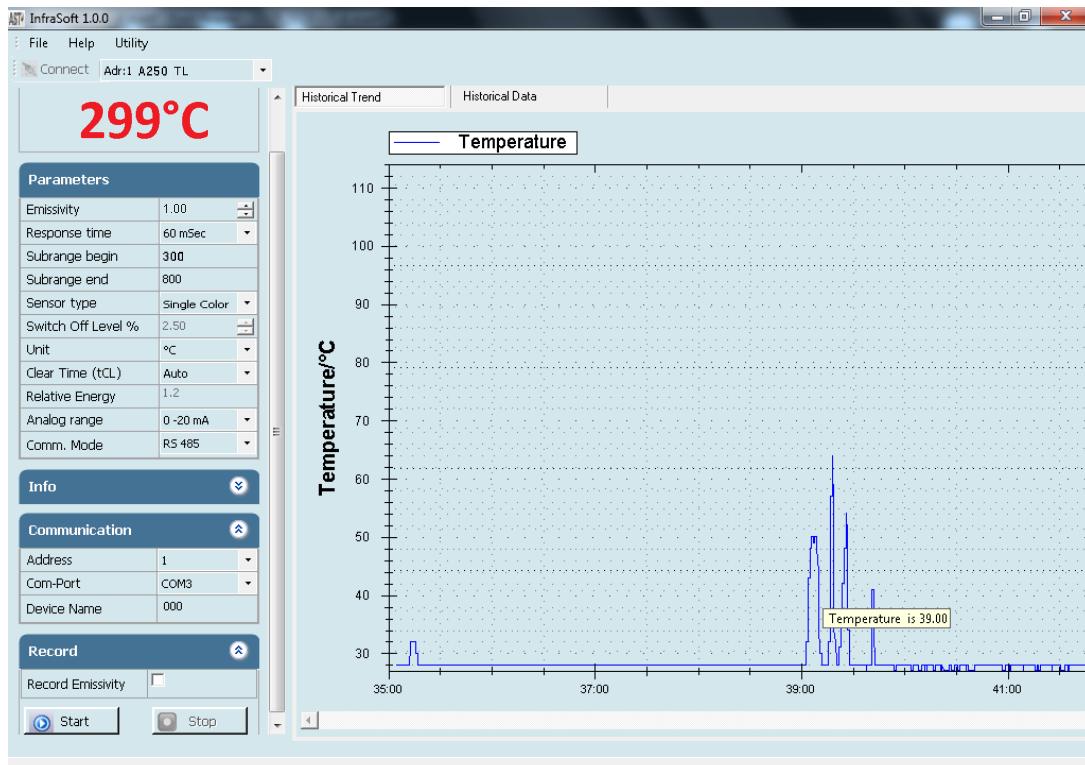 AST InfraSoft 1.0.0
File Help Utility
Connect Adr:1 A250 TL
299°C
Parameters
Emissivity 1.00
Response time 60 mSec
Subrange begin 300
Subrange end 800
Sensor type Single Color
Switch Off Level % 2.50
Unit °C
Clear Time (tCL) Auto
Relative Energy 1.2
Analog range 0 -20 mA
Comm. Mode RS 485
Info
Communication
Address 1
Com-Port COM3
Device Name 000
Record
Record Emissivity
Start Stop
Historical Trend Historical Data
Temperature
Temperature/°C
110
100
90
80
70
60
50
40
30
Temperature is 39.00
35:00 37:00 39:00 41:00